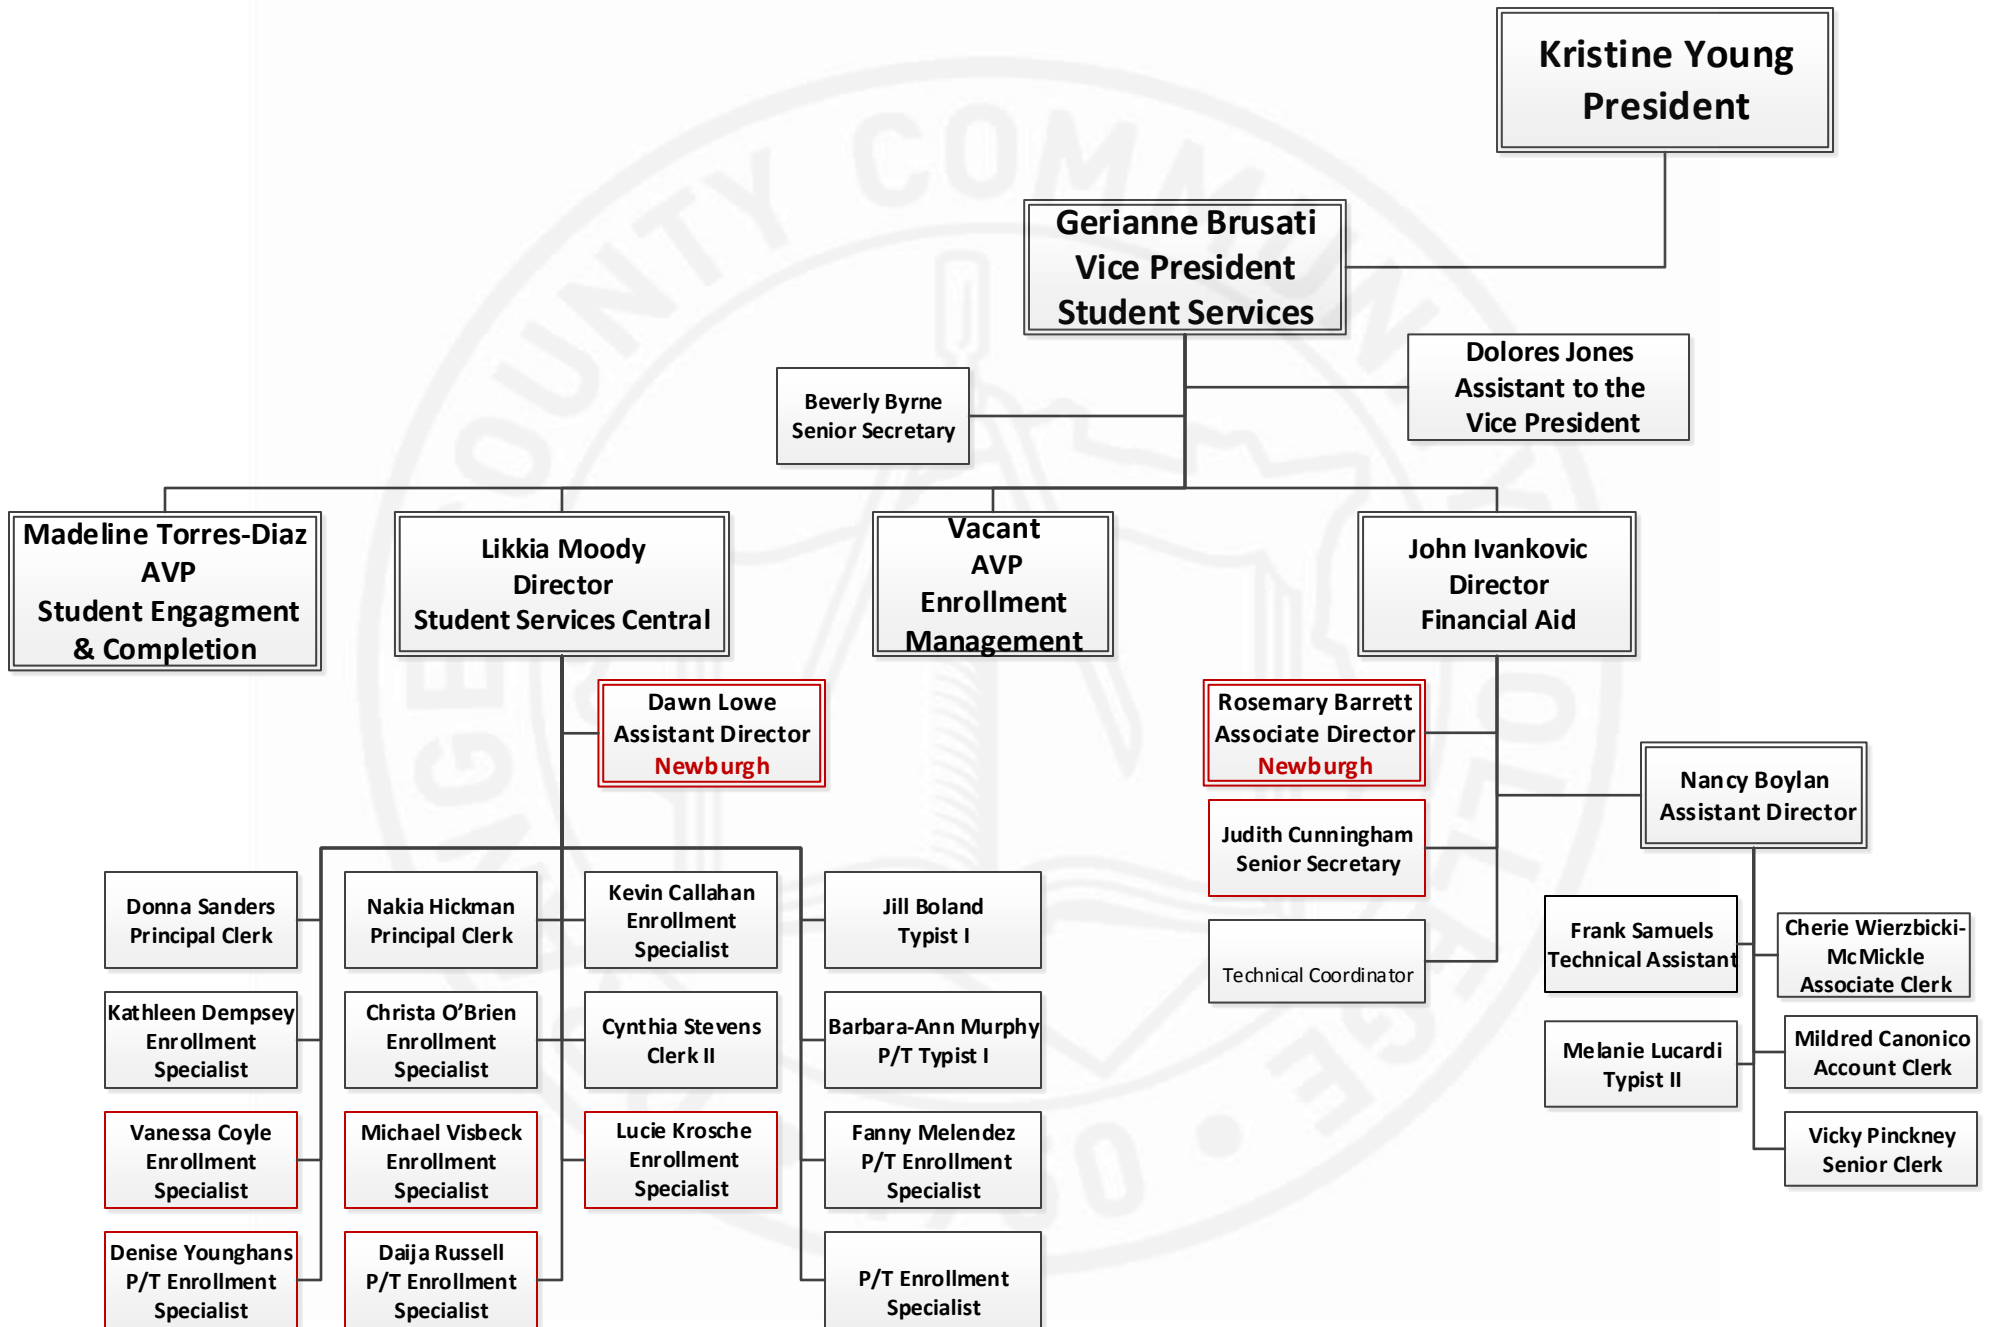 Kristine Young
President
Gerianne Brusati
Vice President
Student Services
Dolores Jones
Assistant to the
Vice President
Beverly Byrne
Senior Secretary
Madeline Torres-Diaz
AVP
Student Engagment
& Completion
Likkia Moody
Director
Student Services Central
Vacant
AVP
Enrollment
Management
John Ivankovic
Director
Financial Aid
Dawn Lowe
Assistant Director
Newburgh
Rosemary Barrett
Associate Director
Newburgh
Nancy Boylan
Assistant Director
Judith Cunningham
Senior Secretary
Technical Coordinator
Donna Sanders
Principal Clerk
Nakia Hickman
Principal Clerk
Kevin Callahan
Enrollment
Specialist
Jill Boland
Typist I
Frank Samuels
Technical Assistant
Cherie Wierzbicki-
McMickle
Associate Clerk
Kathleen Dempsey
Enrollment
Specialist
Christa O’Brien
Enrollment
Specialist
Cynthia Stevens
Clerk II
Barbara-Ann Murphy
P/T Typist I
Melanie Lucardi
Typist II
Mildred Canonico
Account Clerk
Vanessa Coyle
Enrollment
Specialist
Michael Visbeck
Enrollment
Specialist
Lucie Krosche
Enrollment
Specialist
Fanny Melendez
P/T Enrollment
Specialist
Vicky Pinckney
Senior Clerk
Denise Younghans
P/T Enrollment
Specialist
Daija Russell
P/T Enrollment
Specialist
P/T Enrollment
Specialist
COUNTY COMMUNITY COLLEGE